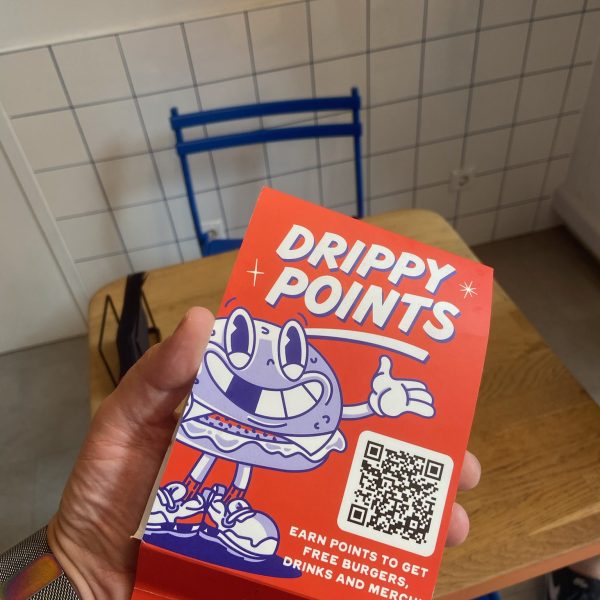 DRIPPY
POINTS
EARN POINTS TO GET
FREE BURGERS,
DRINKS AND MERCH!